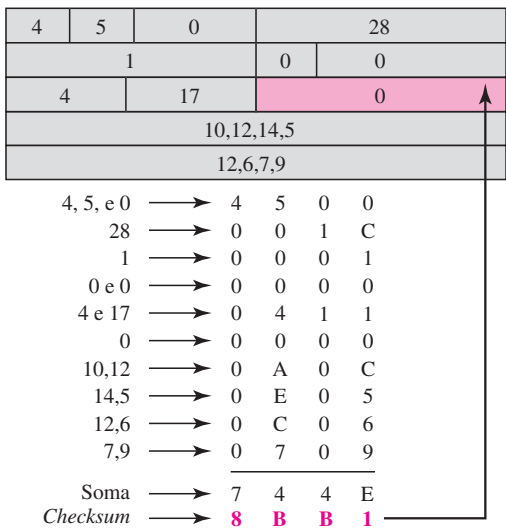 4 5 0 28
1 0 0
4 17 0
10,12,14,5
12,6,7,9
4, 5, e 0 4 5 0 0
28 0 0 1 C
1 0 0 0 1
0 e 0 0 0 0 0
4 e 17 0 4 1 1
0 0 0 0 0
10,12 0 A 0 C
14,5 0 E 0 5
12,6 0 C 0 6
7,9 0 7 0 9
Soma 7 4 4 E
Checksum 8 B B 1